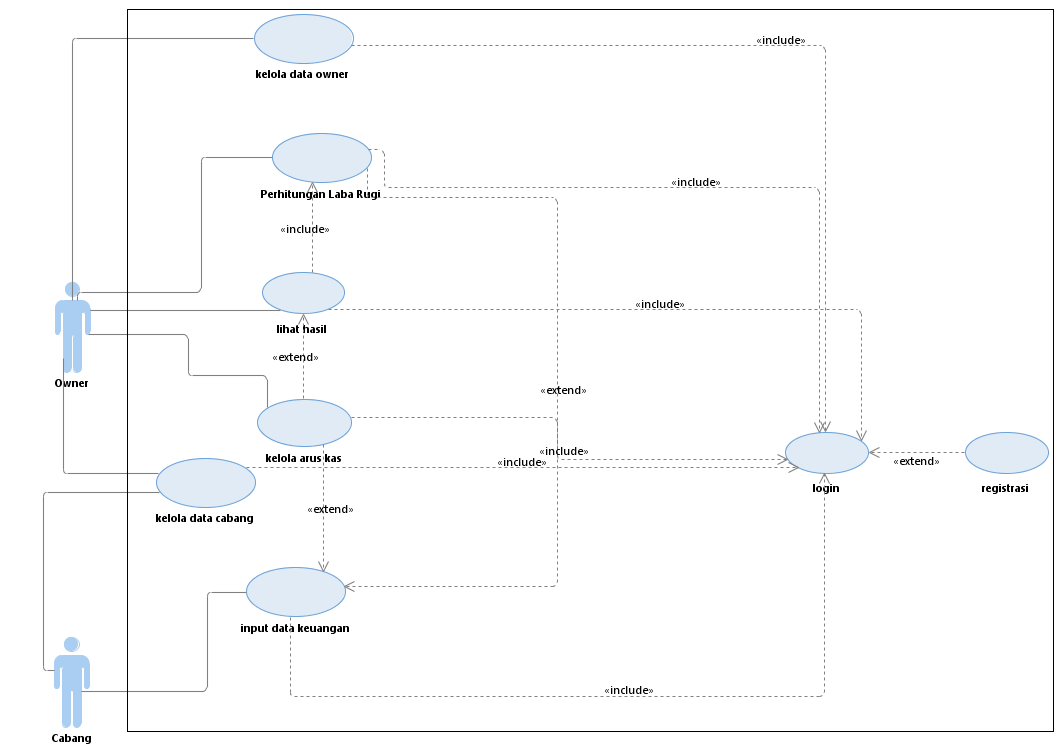 «include»
kelola data owner
«include»
Perhitungan Laba Rugi
«include»
«include»
lihat hasil
«extend»
Owner
«extend»
«include»
kelola arus kas
«include»
«extend»
login
registrasi
kelola data cabang
«extend»
input data keuangan
«include»
Cabang